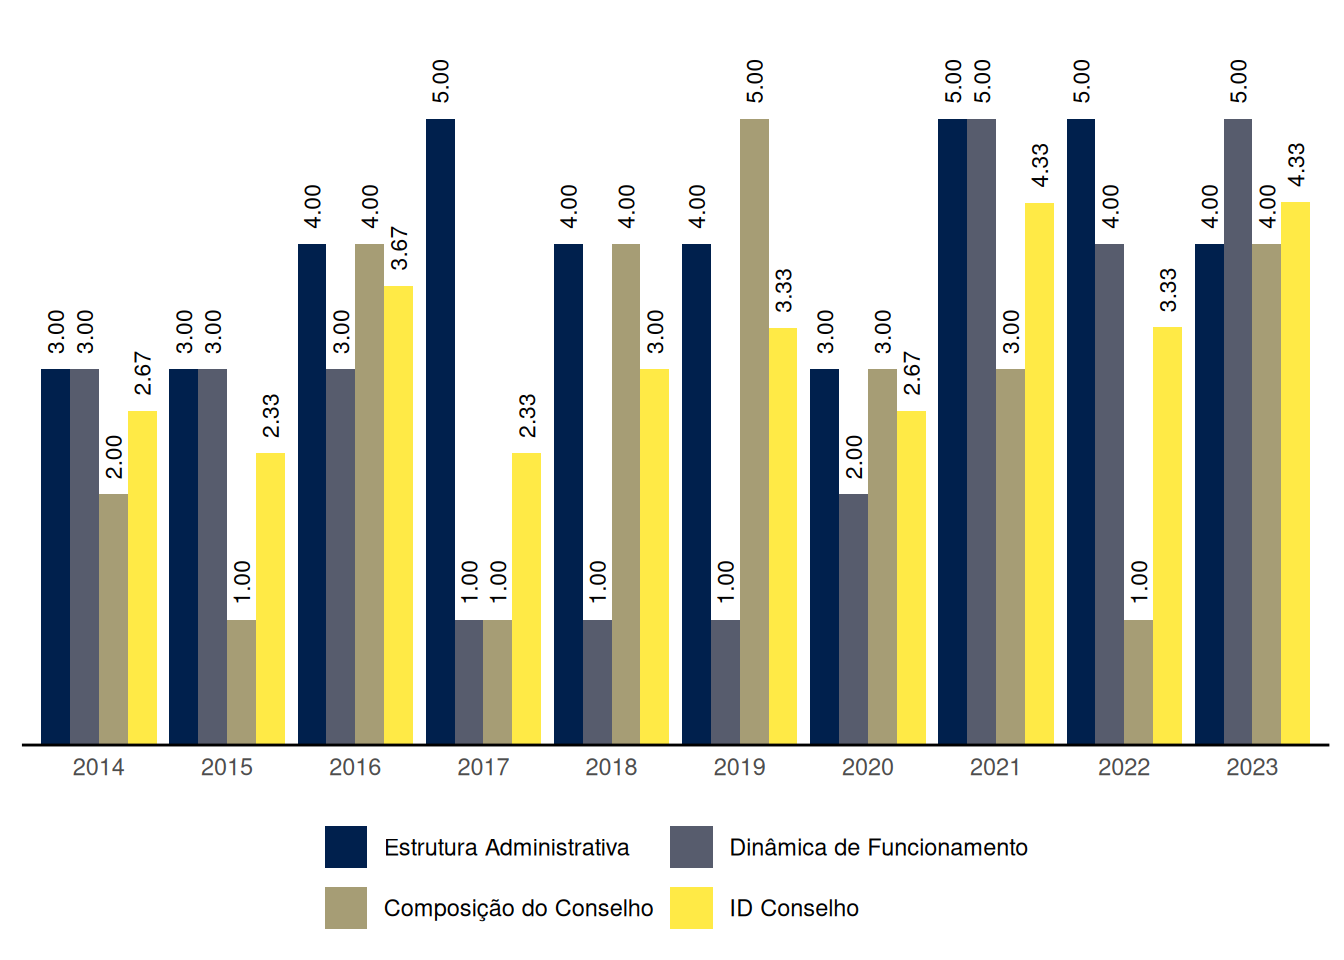 3.00 3.00 2.00 2.67
3.00 3.00 1.00 2.33
4.00 3.00 4.00 3.67
5.00 1.00 1.00 2.33
4.00 1.00 4.00 3.00
4.00 1.00 5.00 3.33
3.00 2.00 3.00 2.67
5.00 5.00 3.00 4.33
5.00 4.00 1.00 3.33
4.00 5.00 4.00 4.33
2014 2015 2016 2017 2018 2019 2020 2021 2022 2023
Estrutura Administrativa Dinâmica de Funcionamento
Composição do Conselho ID Conselho